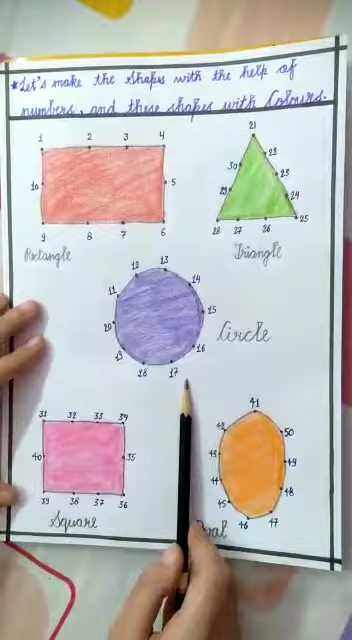 *Let's make the Shapes with the help of
numbers, and these shapes with Colours.
1 2 3 4
10 5
9 8 7 6
Rectangle
21
30 22
23
29 24
28 27 26 25
Triangle
12 13
11 14
20 15
19 16
18 17
Circle
31 32 33 34
40 35
39 38 37 36
Square
41
42 50
43 49
44 48
45
46 47
Oval